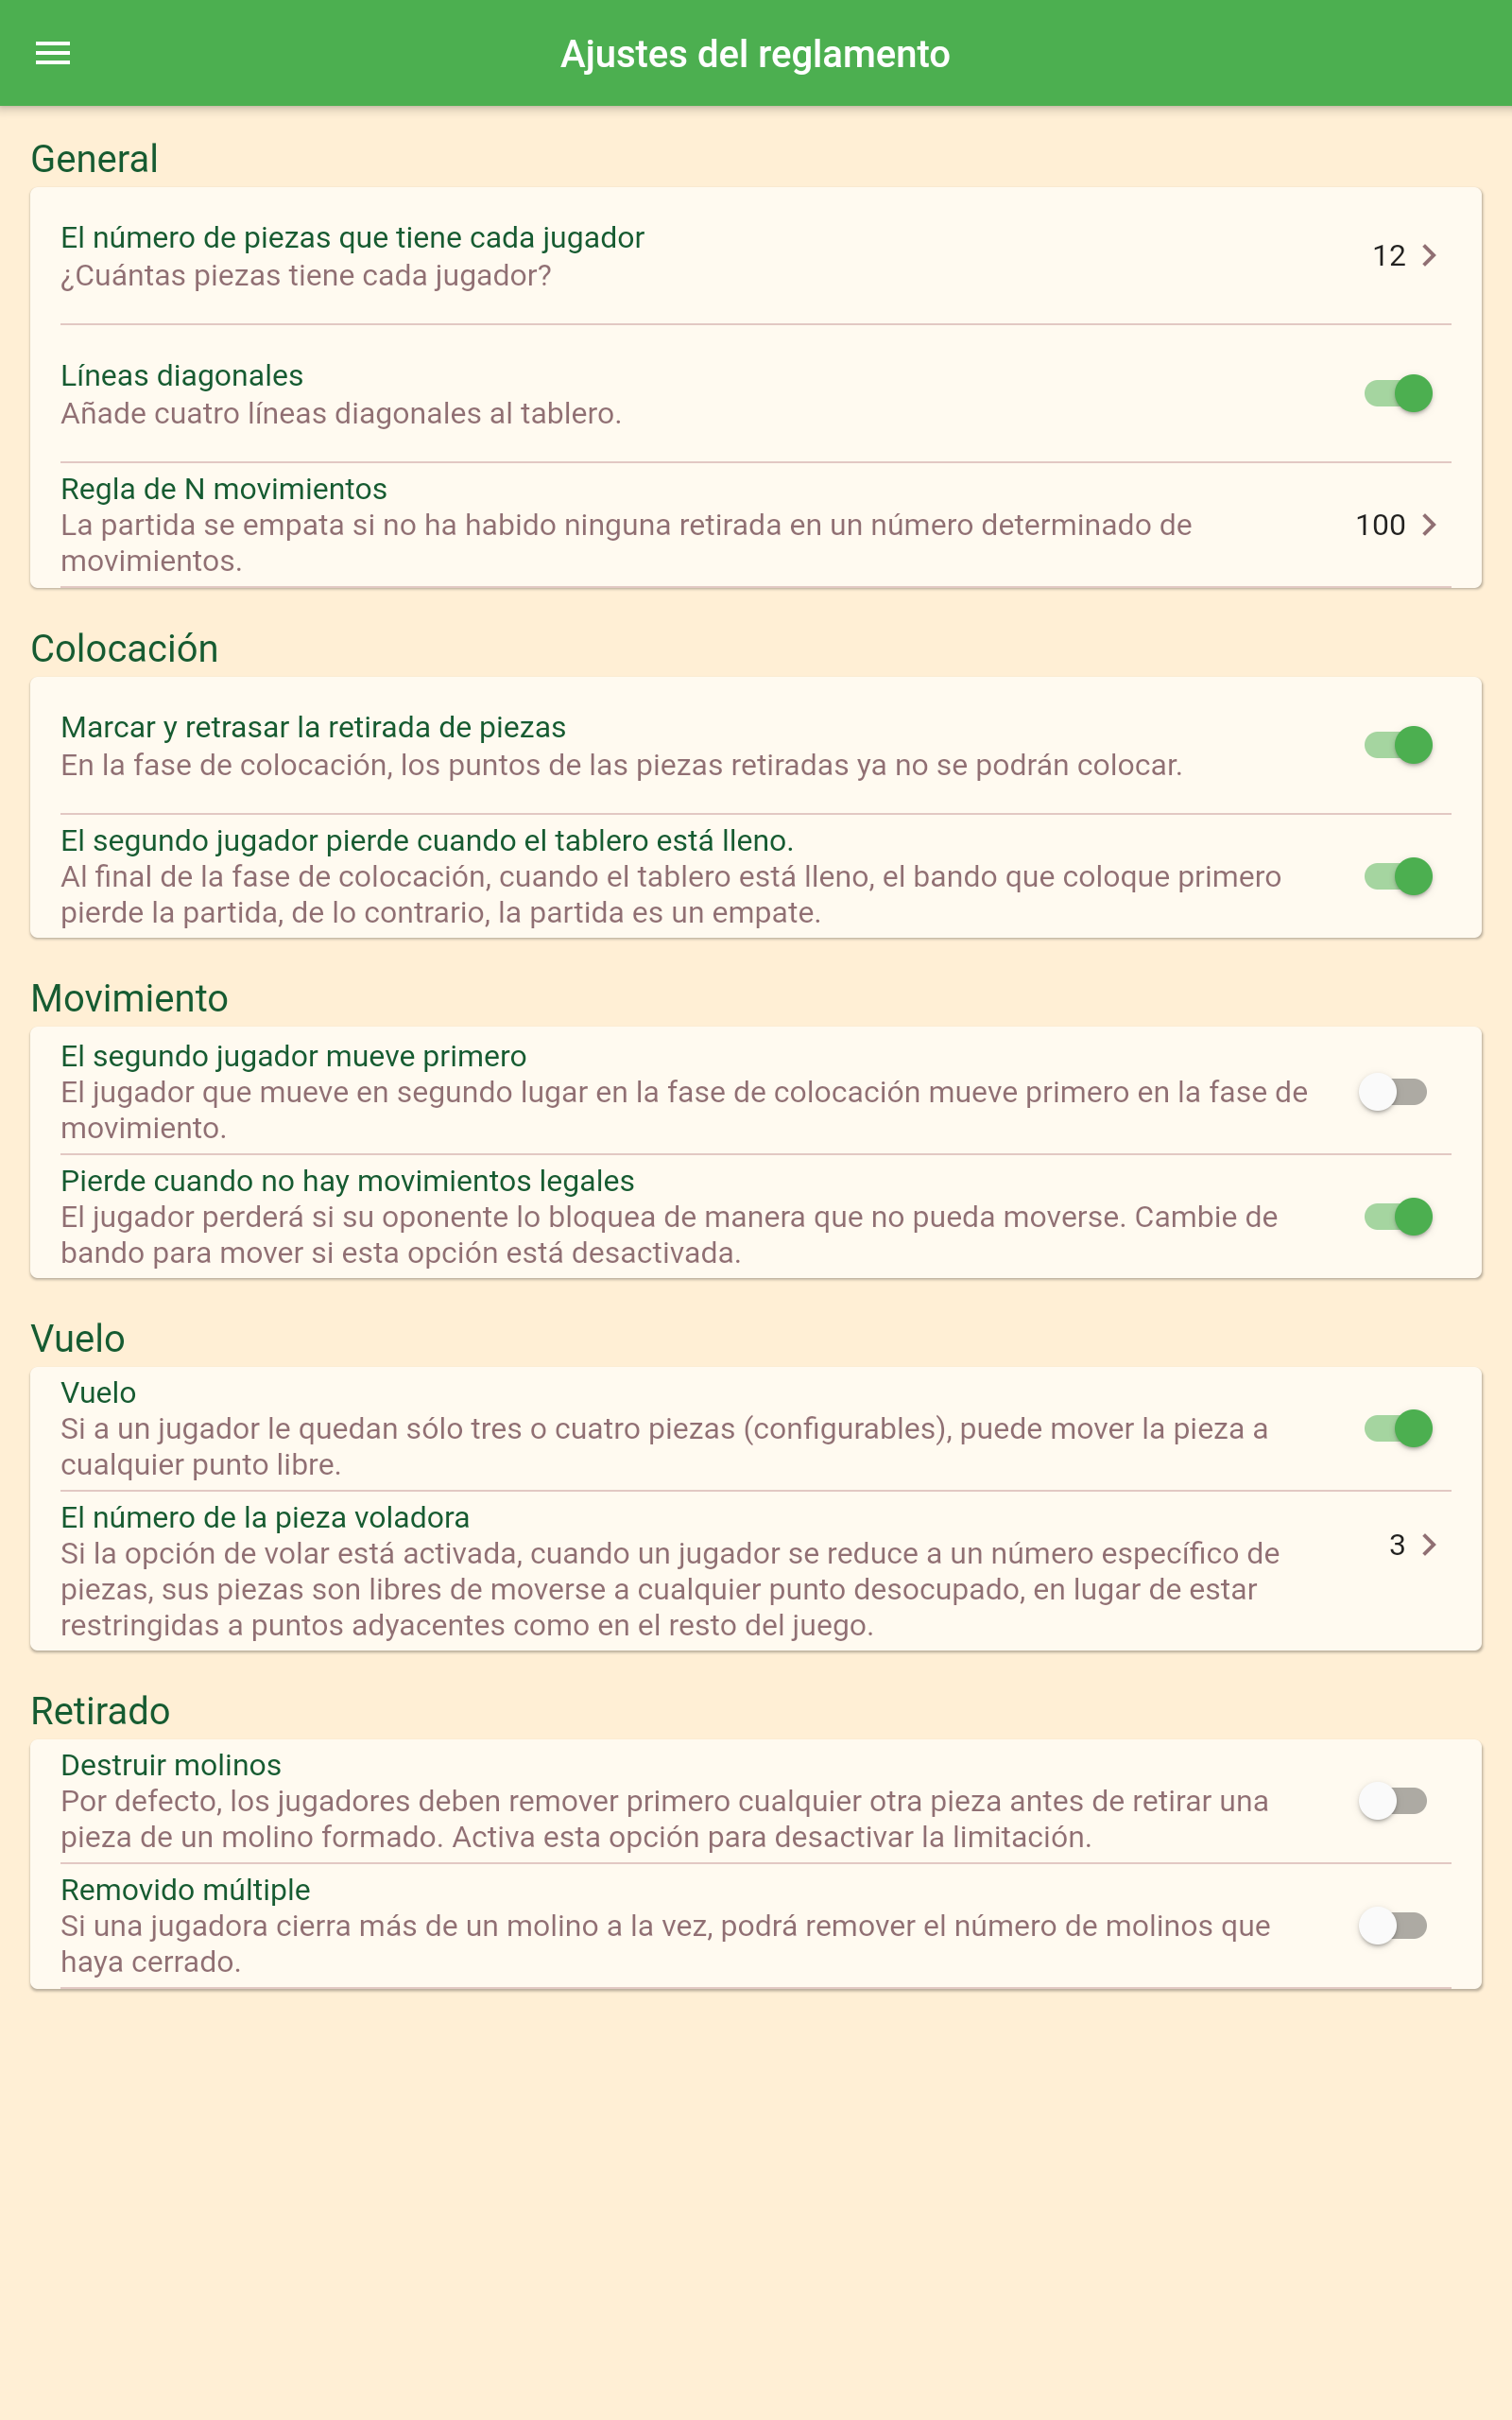 Ajustes del reglamento
General
El número de piezas que tiene cada jugador
¿Cuántas piezas tiene cada jugador?
12
Líneas diagonales
Añade cuatro líneas diagonales al tablero.
Regla de N movimientos
La partida se empata si no ha habido ninguna retirada en un número determinado de
movimientos.
100
Colocación
Marcar y retrasar la retirada de piezas
En la fase de colocación, los puntos de las piezas retiradas ya no se podrán colocar.
El segundo jugador pierde cuando el tablero está lleno.
Al final de la fase de colocación, cuando el tablero está lleno, el bando que coloque primero
pierde la partida, de lo contrario, la partida es un empate.
Movimiento
El segundo jugador mueve primero
El jugador que mueve en segundo lugar en la fase de colocación mueve primero en la fase de
movimiento.
Pierde cuando no hay movimientos legales
El jugador perderá si su oponente lo bloquea de manera que no pueda moverse. Cambie de
bando para mover si esta opción está desactivada.
Vuelo
Vuelo
Si a un jugador le quedan sólo tres o cuatro piezas (configurables), puede mover la pieza a
cualquier punto libre.
El número de la pieza voladora
Si la opción de volar está activada, cuando un jugador se reduce a un número específico de
piezas, sus piezas son libres de moverse a cualquier punto desocupado, en lugar de estar
restringidas a puntos adyacentes como en el resto del juego.
3
Retirado
Destruir molinos
Por defecto, los jugadores deben remover primero cualquier otra pieza antes de retirar una
pieza de un molino formado. Activa esta opción para desactivar la limitación.
Removido múltiple
Si una jugadora cierra más de un molino a la vez, podrá remover el número de molinos que
haya cerrado.